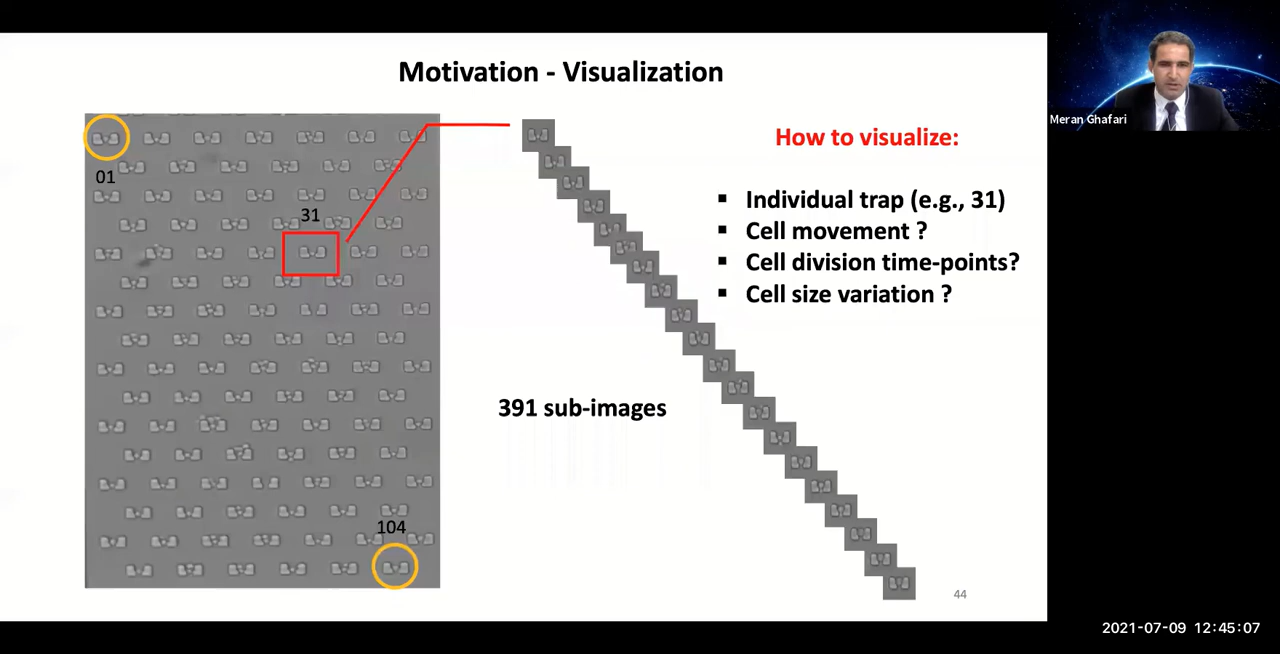 Motivation - Visualization
Meran Ghafari
01
31
104
391 sub-images
How to visualize:
▪ Individual trap (e.g., 31)
▪ Cell movement ?
▪ Cell division time-points?
▪ Cell size variation ?
44
2021-07-09 12:45:07